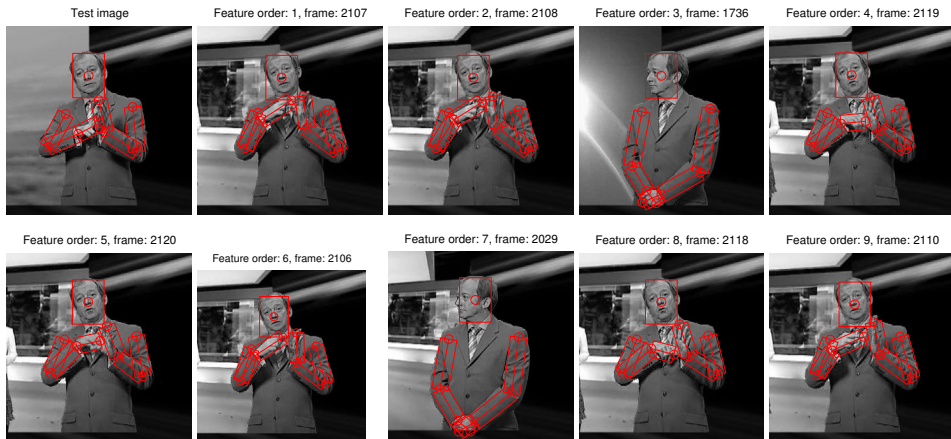 Test image
Feature order: 1, frame: 2107
Feature order: 2, frame: 2108
Feature order: 3, frame: 1736
Feature order: 4, frame: 2119
Feature order: 5, frame: 2120
Feature order: 6, frame: 2106
Feature order: 7, frame: 2029
Feature order: 8, frame: 2118
Feature order: 9, frame: 2110